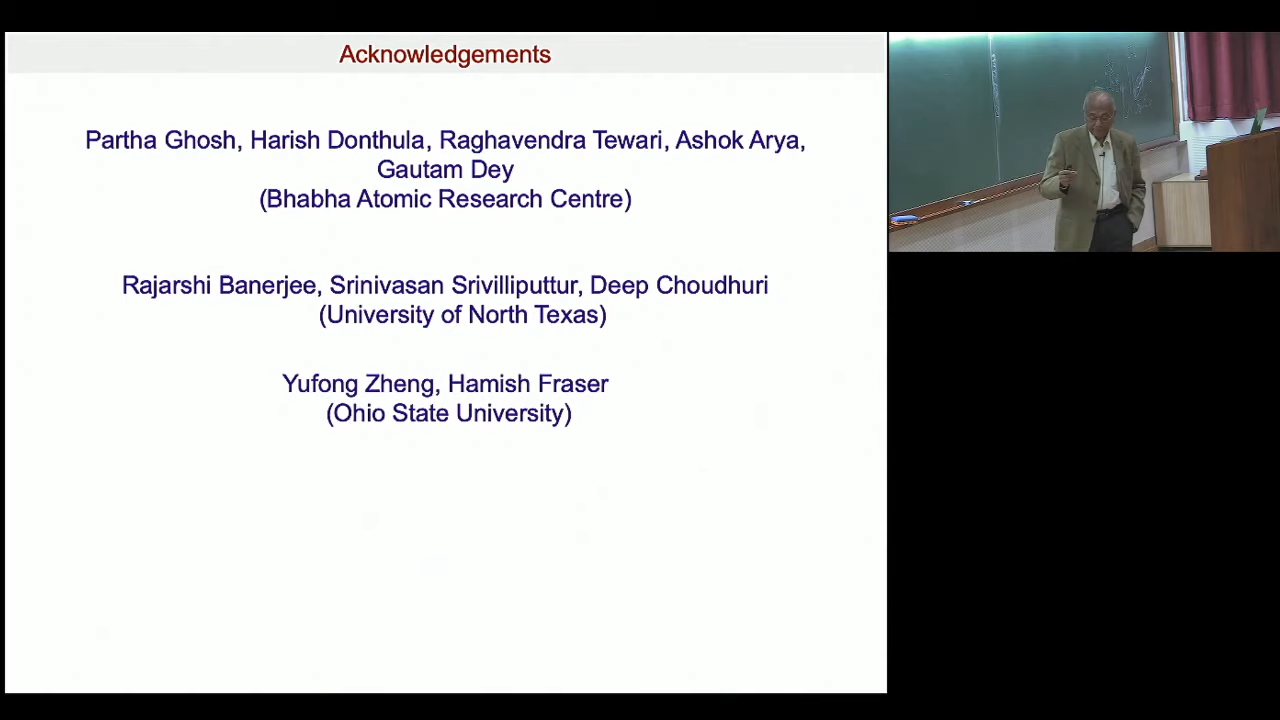 Acknowledgements
Partha Ghosh, Harish Donthula, Raghavendra Tewari, Ashok Arya,
Gautam Dey
(Bhabha Atomic Research Centre)
Rajarshi Banerjee, Srinivasan Srivilliputtur, Deep Choudhuri
(University of North Texas)
Yufong Zheng, Hamish Fraser
(Ohio State University)